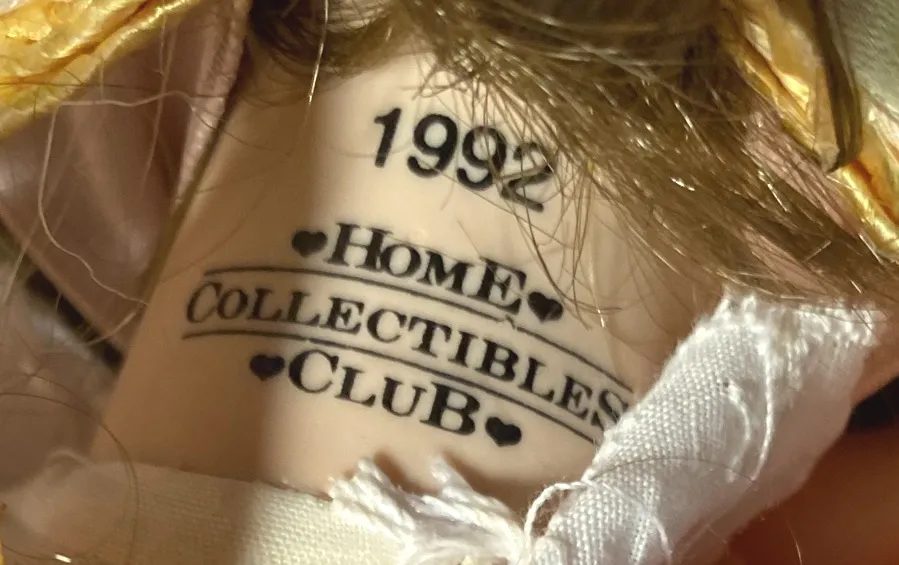 1992
♥HOME♥
COLLECTIBLES
♥CLUB♥